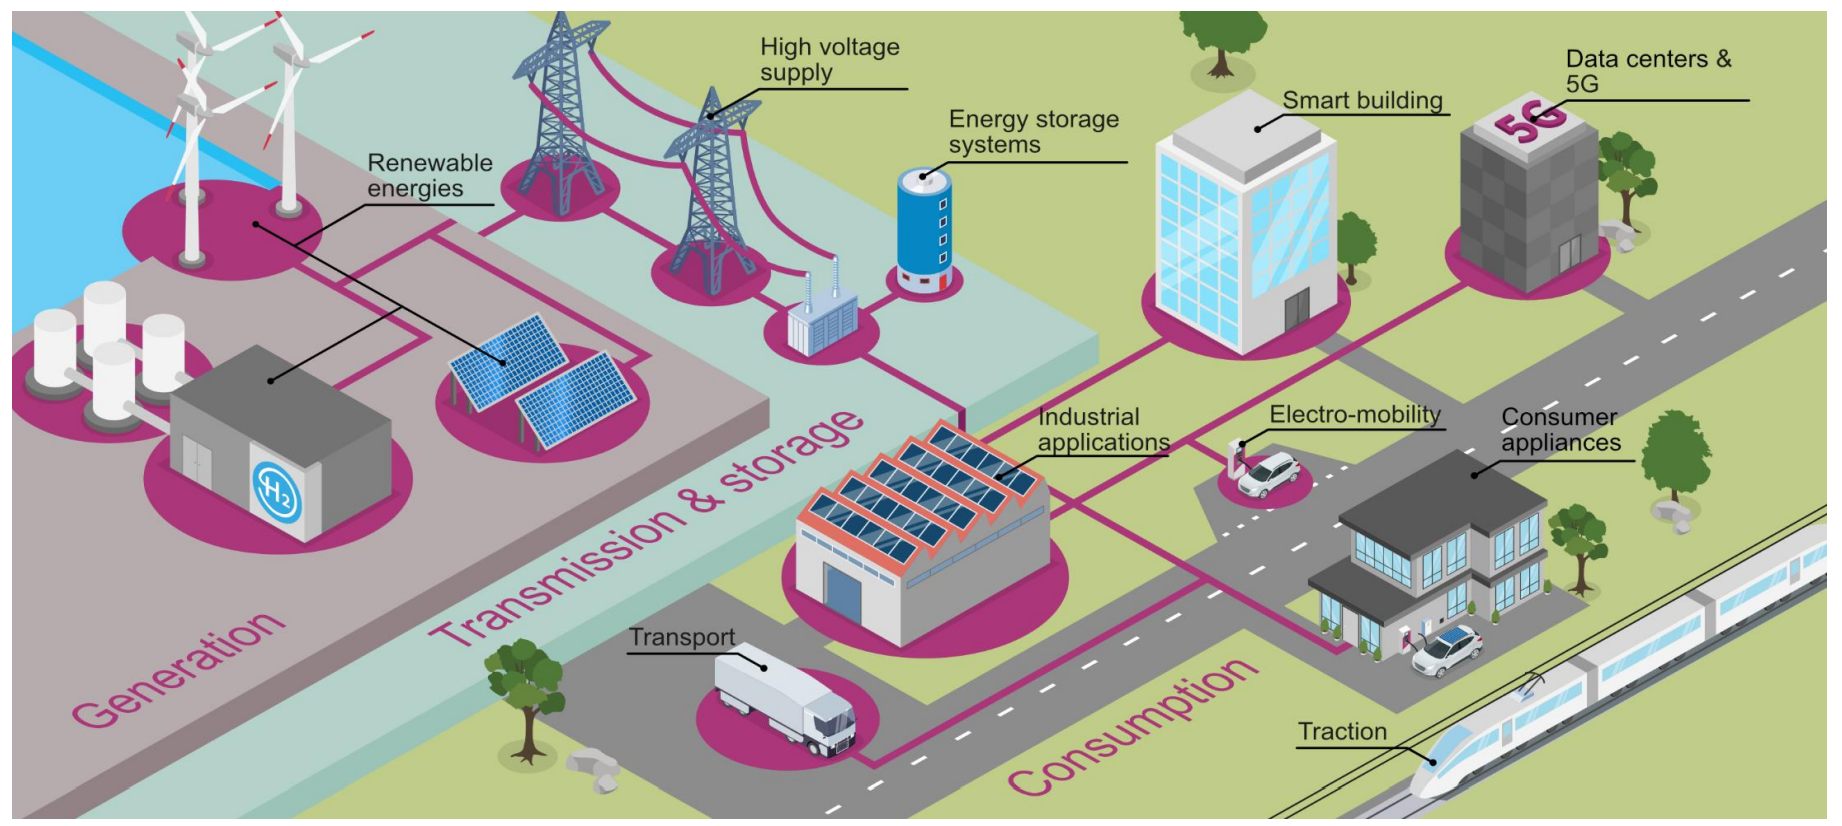 High voltage
supply
Data centers &
5G
Smart building
5G
Energy storage
systems
Renewable
energies
Industrial
applications
Electro-mobility
Consumer
appliances
H2
Transmission & storage
Generation
Transport
Consumption
Traction